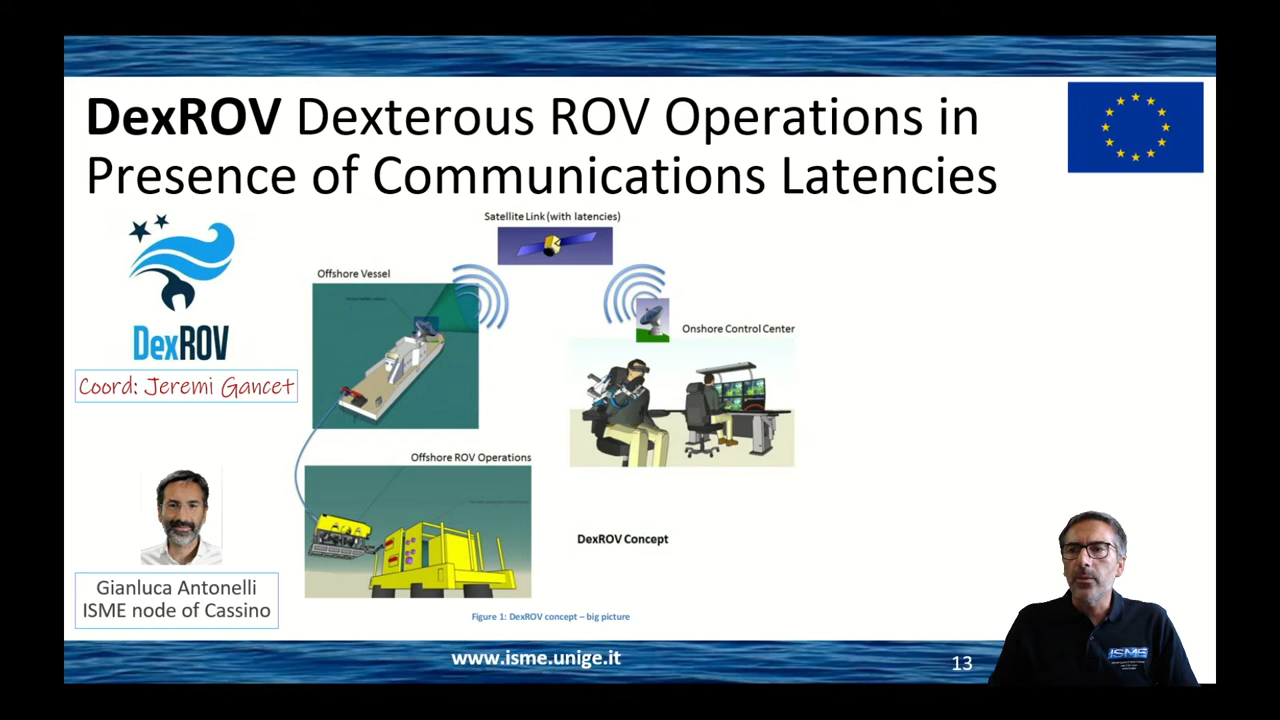 DexROV Dexterous ROV Operations in
Presence of Communications Latencies
Satellite Link (with latencies)
Offshore Vessel
Onshore Control Center
DexROV
Coord: Jeremi Gancet
Offshore ROV Operations
DexROV Concept
Gianluca Antonelli
ISME node of Cassino
Figure 1: DexROV concept – big picture
www.isme.unige.it
13
ISME